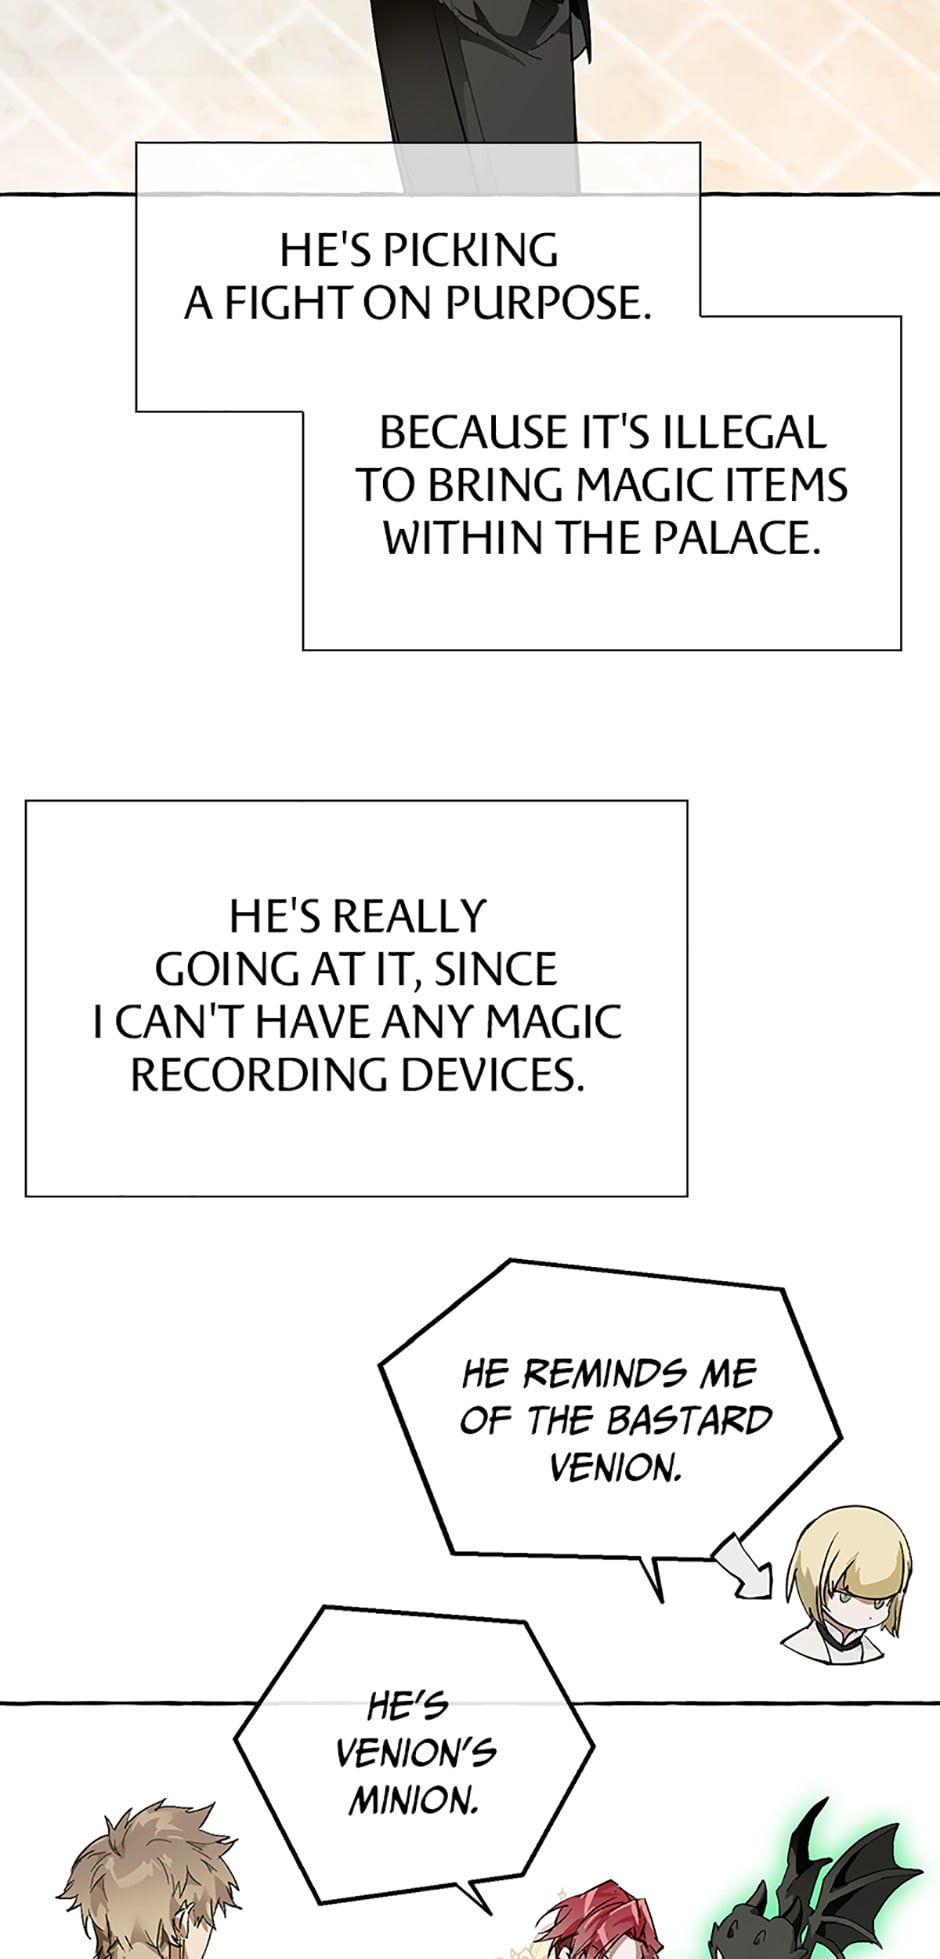 HE'S PICKING
A FIGHT ON PURPOSE.
BECAUSE IT'S ILLEGAL
TO BRING MAGIC ITEMS
WITHIN THE PALACE.
HE'S REALLY
GOING AT IT, SINCE
I CAN'T HAVE ANY MAGIC
RECORDING DEVICES.
HE REMINDS ME
OF THE BASTARD
VENION.
HE'S
VENION'S
MINION.